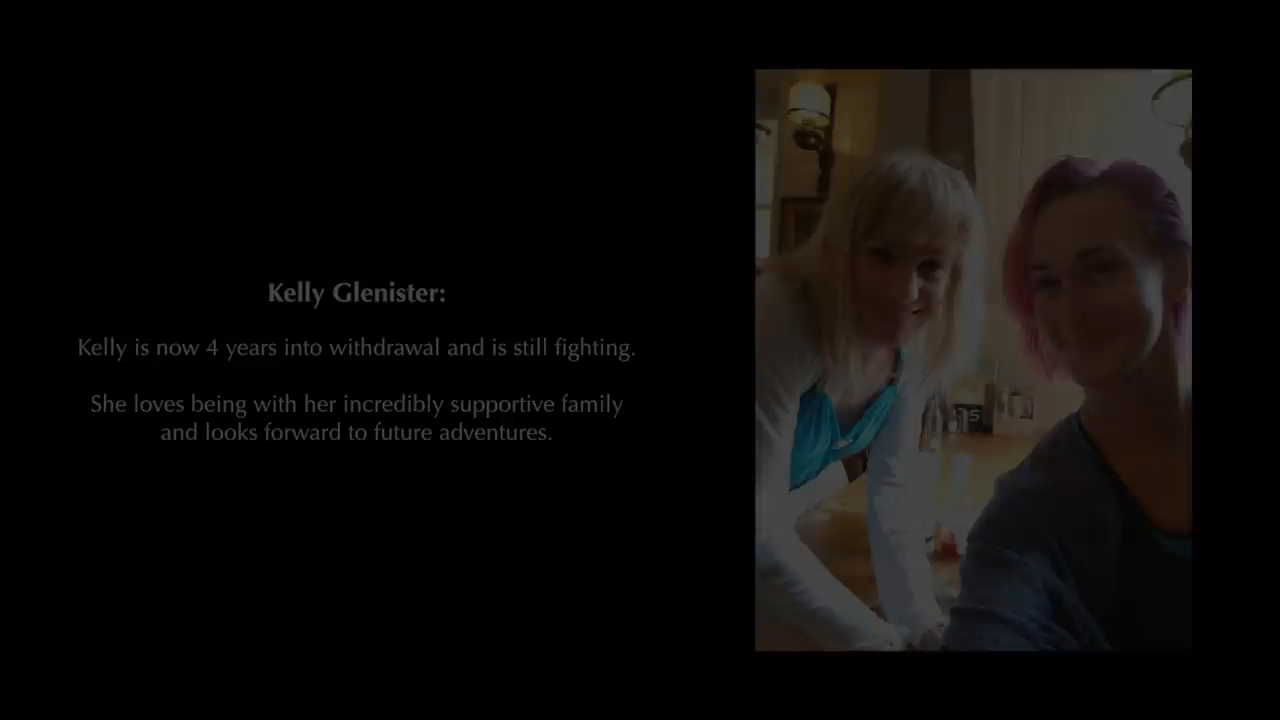 Kelly Glenister:
Kelly is now 4 years into withdrawal and is still fighting.
She loves being with her incredibly supportive family
and looks forward to future adventures.